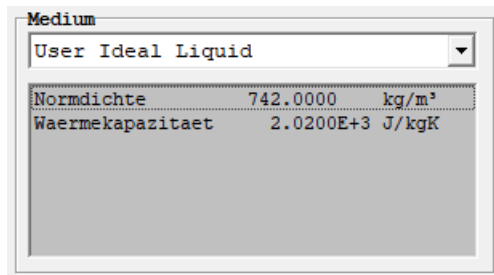 Medium
User Ideal Liquid
Normdichte 742.0000 kg/m³
Waermekapazitaet 2.0200E+3 J/kgK